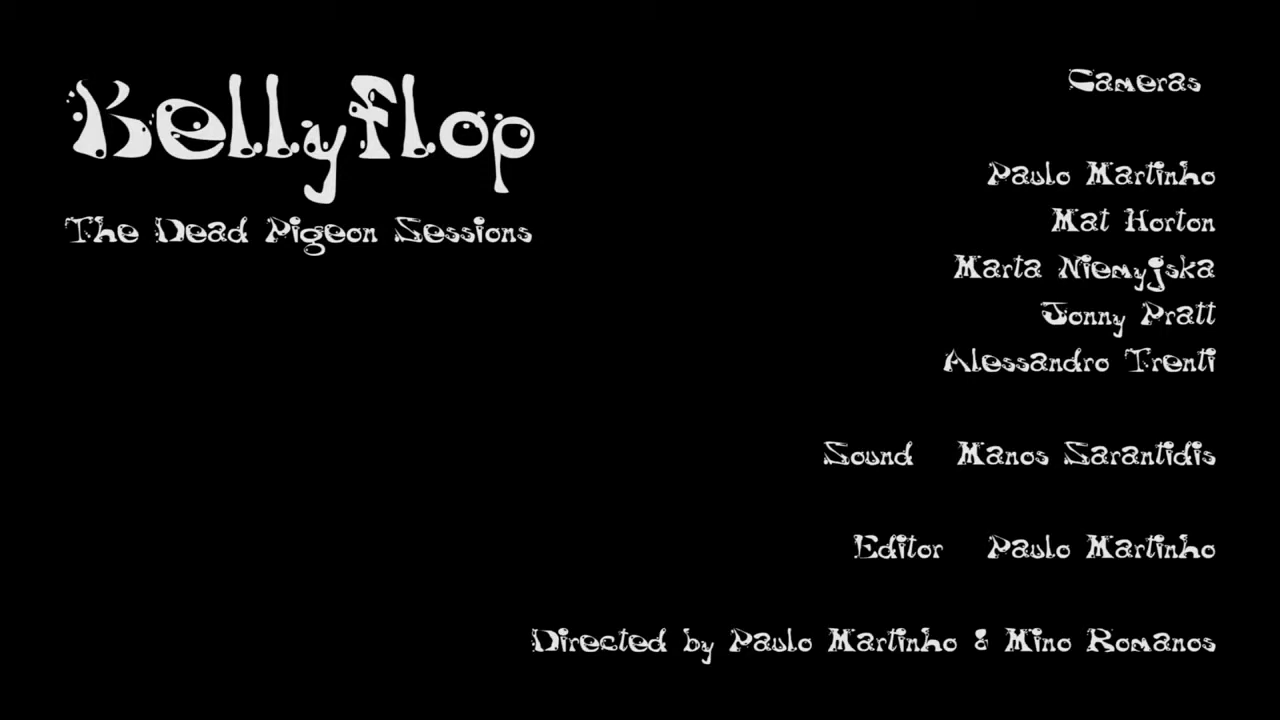 Kellyflop
The Dead Pigeon Sessions
Cameras
Paulo Martinho
Mat Horton
Marta Niemyjska
Jonny Pratt
Alessandro Trenti
Sound Manos Sarantidis
Editor Paulo Martinho
Directed by Paulo Martinho & Mino Romanos